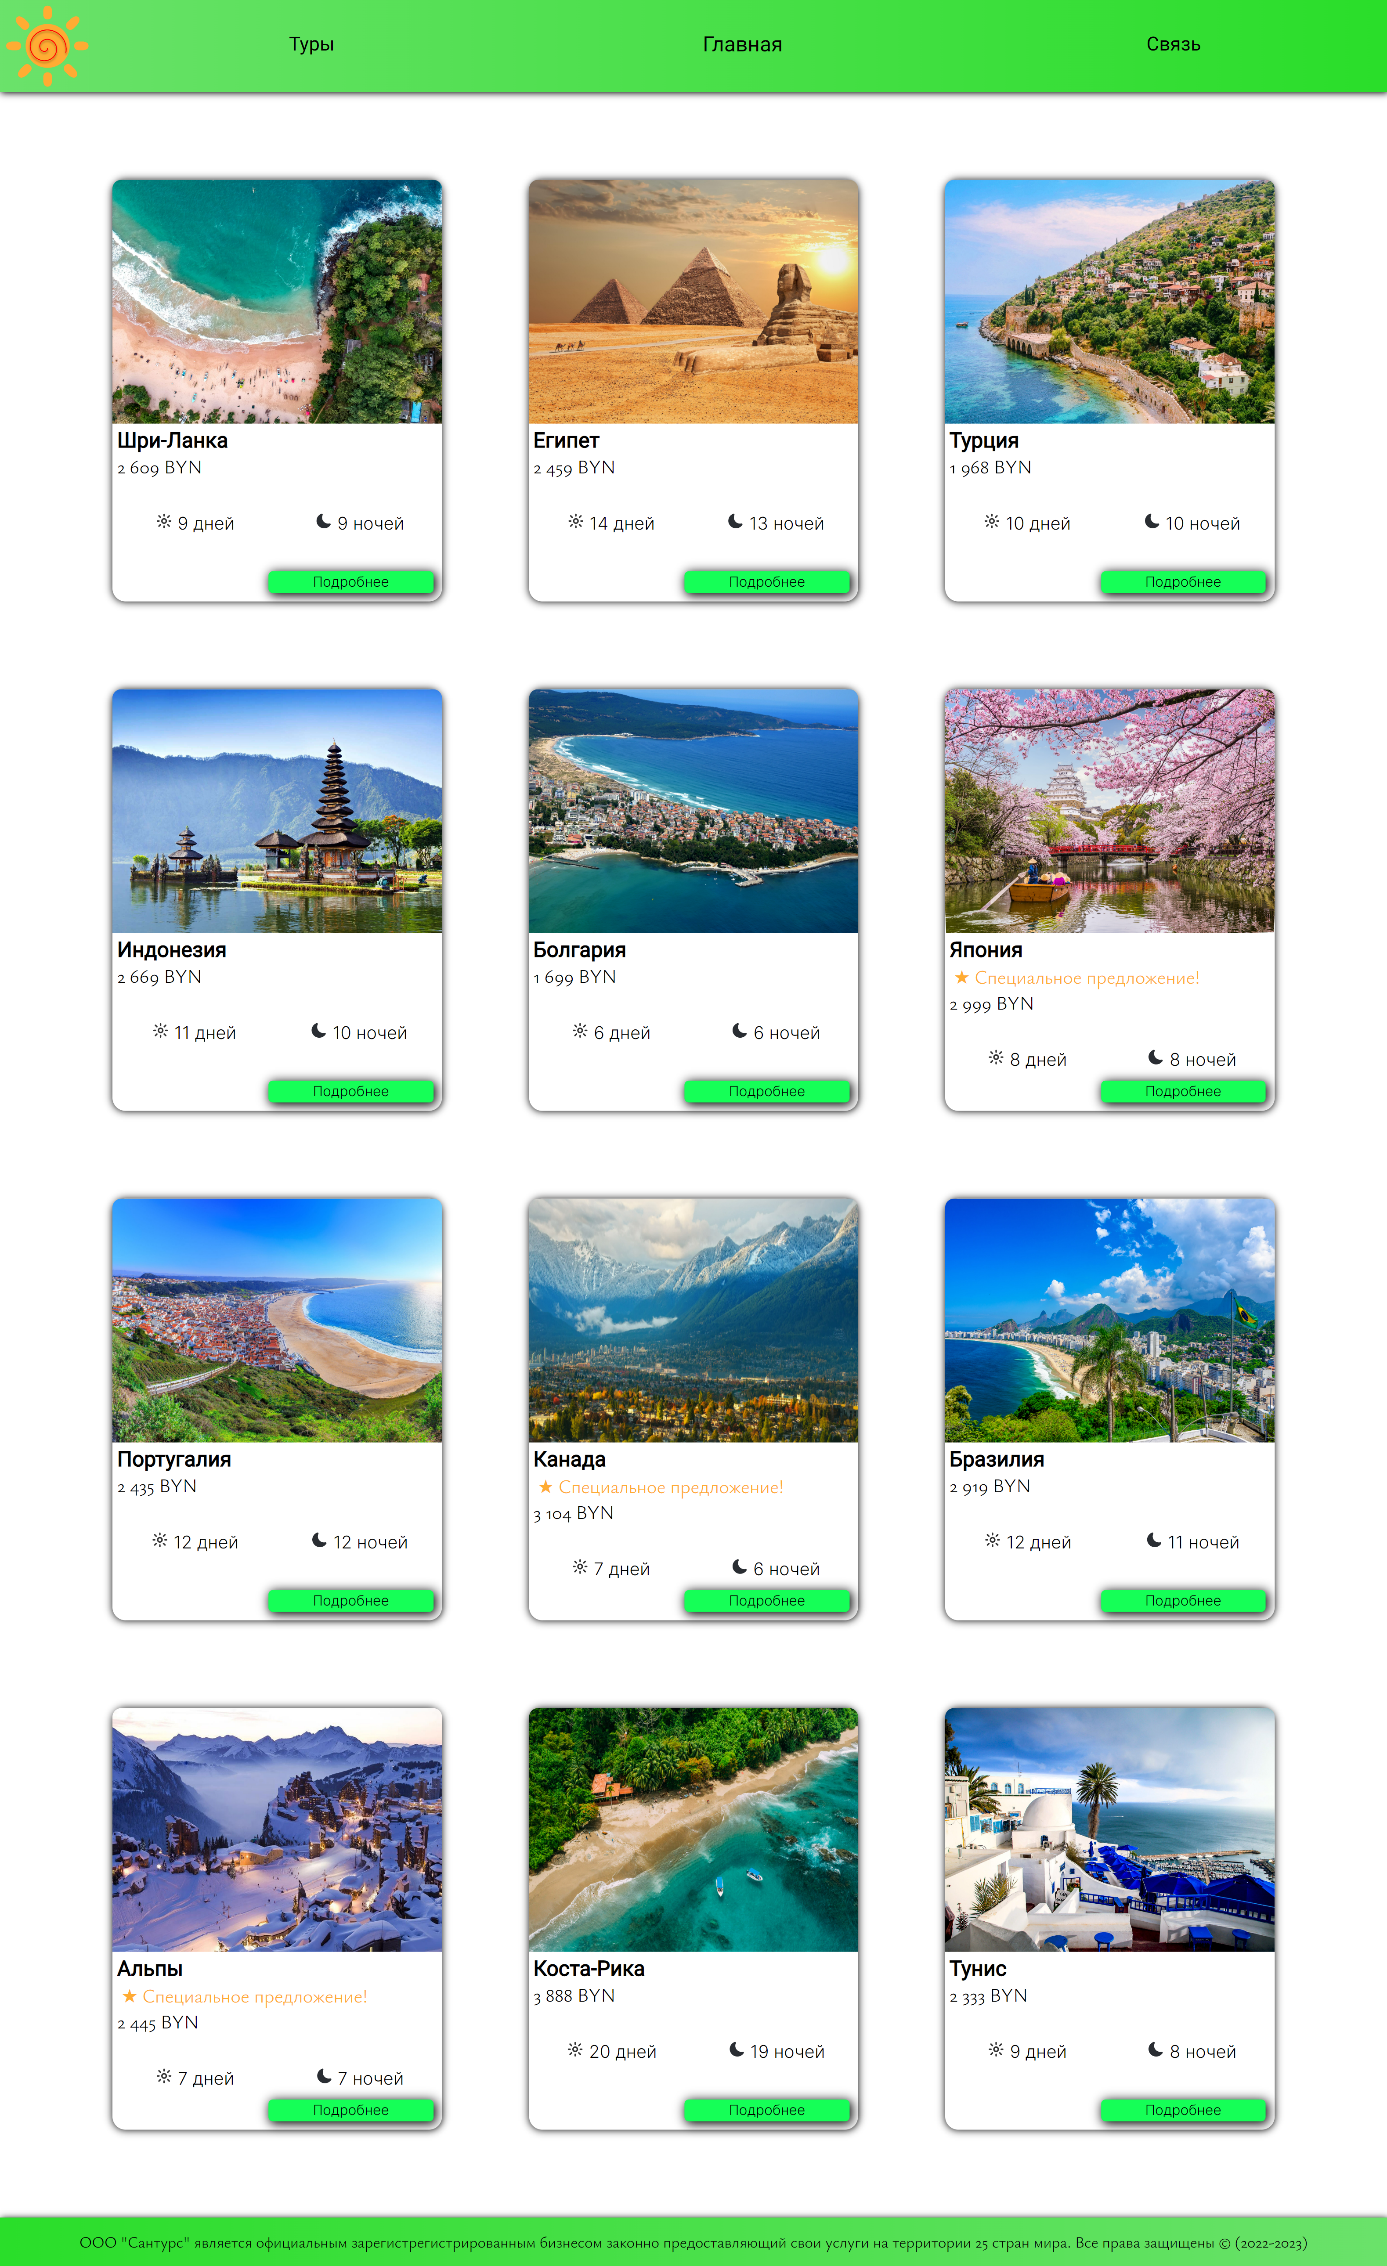 Туры Главная Связь
Шри-Ланка
2 609 BYN
9 дней 9 ночей
Подробнее
Египет
2 459 BYN
14 дней 13 ночей
Подробнее
Турция
1 968 BYN
10 дней 10 ночей
Подробнее
Индонезия
2 669 BYN
11 дней 10 ночей
Подробнее
Болгария
1 699 BYN
6 дней 6 ночей
Подробнее
Япония
★ Специальное предложение!
2 999 BYN
8 дней 8 ночей
Подробнее
Португалия
2 435 BYN
12 дней 12 ночей
Подробнее
Канада
★ Специальное предложение!
3 104 BYN
7 дней 6 ночей
Подробнее
Бразилия
2 919 BYN
12 дней 11 ночей
Подробнее
Альпы
★ Специальное предложение!
2 445 BYN
7 дней 7 ночей
Подробнее
Коста-Рика
3 888 BYN
20 дней 19 ночей
Подробнее
Тунис
2 333 BYN
9 дней 8 ночей
Подробнее
ООО "Сантурс" является официальным зарегистрегистрированным бизнесом законно предоставляющий свои услуги на территории 25 стран мира. Все права защищены © (2022-2023)